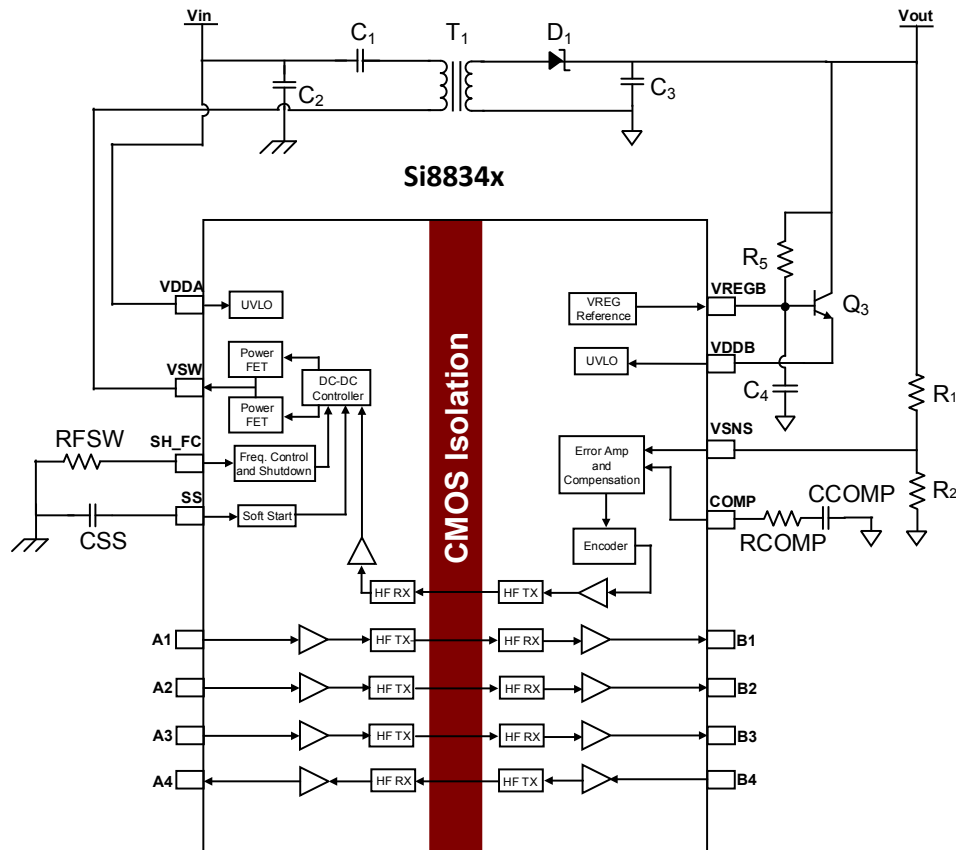 Vin
Vout
C1
T1
D1
C2
C3
Si8834x
VDDA
UVLO
VREG
Reference
VREGB
R5
Q3
VSW
Power
FET
Power
FET
DC-DC
Controller
UVLO
VDDB
C4
R1
RFSW
SH_FC
Freq. Control
and Shutdown
CMOS Isolation
Error Amp
and
Compensation
VSNS
R2
CSS
SS
Soft Start
Encoder
COMP
RCOMP
CCOMP
HF RX
HF TX
A1
HF TX
HF RX
B1
A2
HF TX
HF RX
B2
A3
HF TX
HF RX
B3
A4
HF RX
HF TX
B4